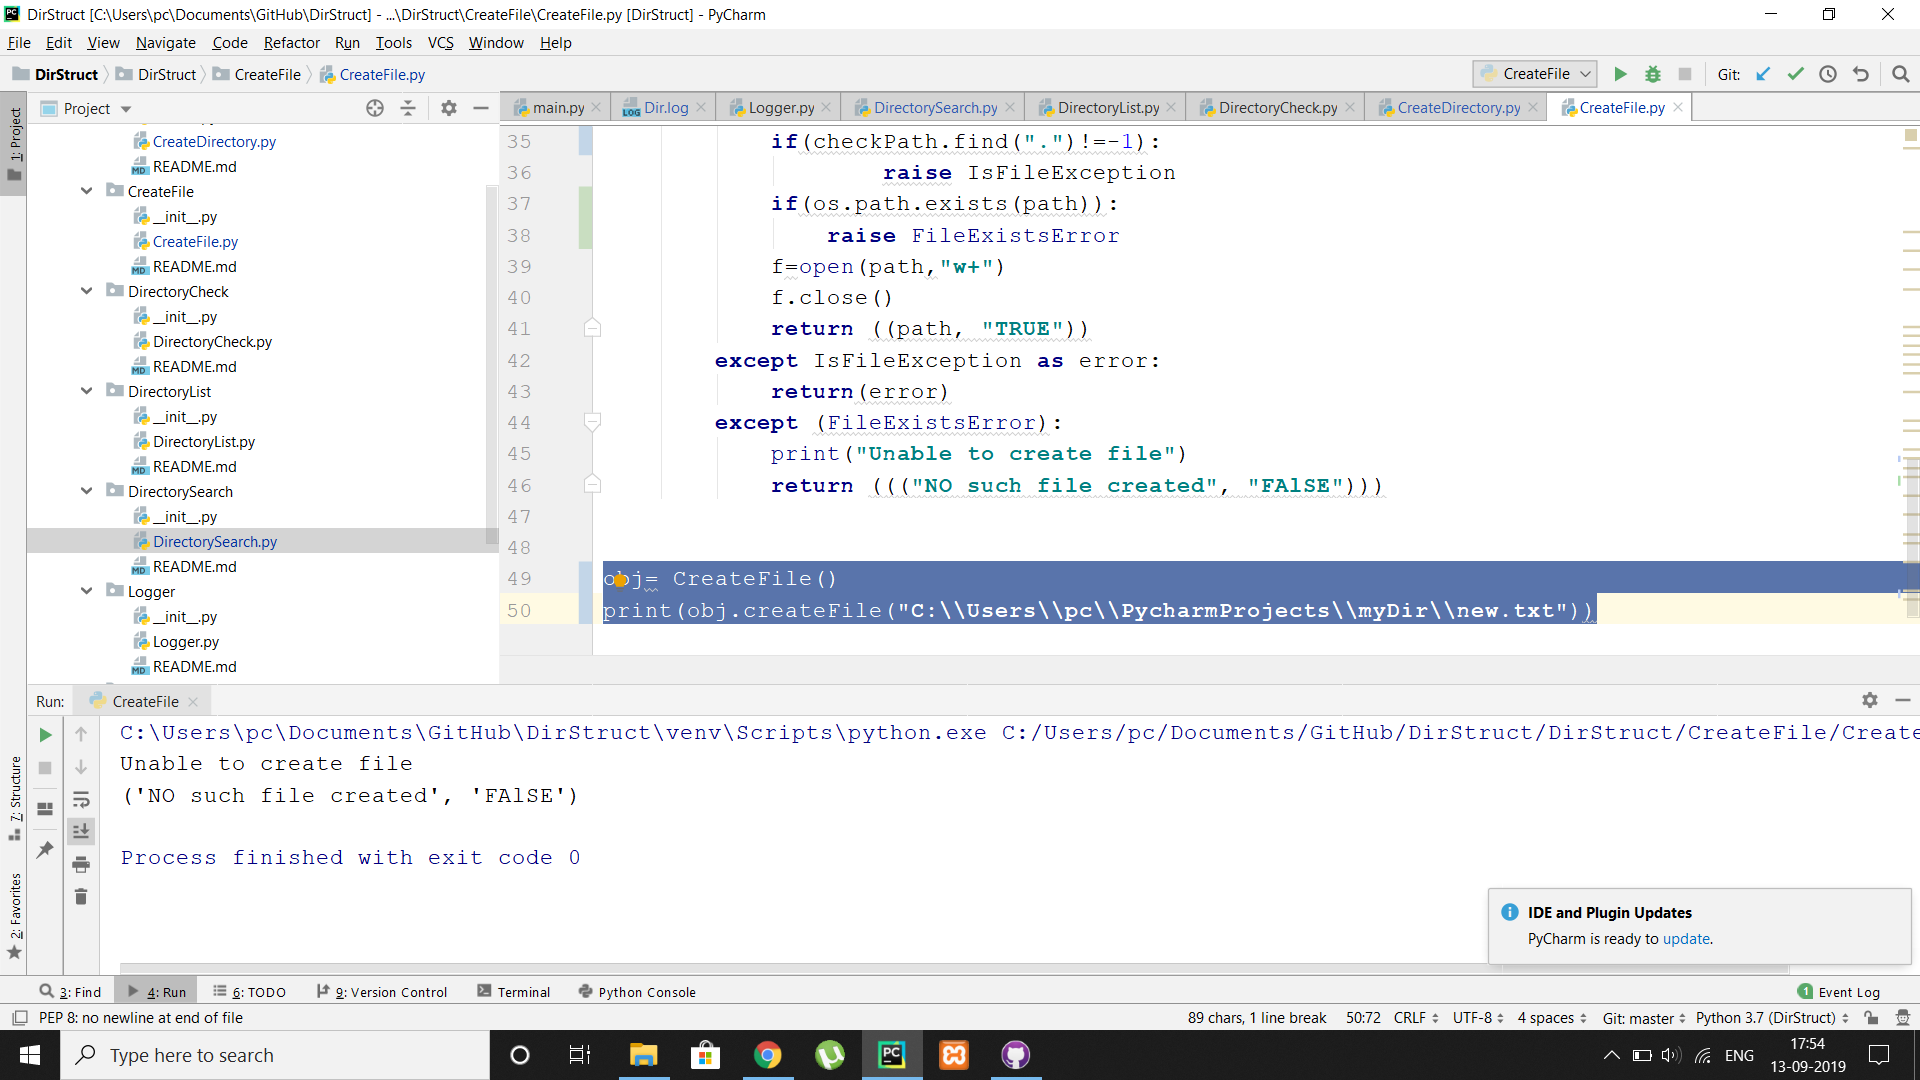 DirStruct [C:\Users\pc\Documents\GitHub\DirStruct] - ...\DirStruct\CreateFile\CreateFile.py [DirStruct] - PyCharm
File Edit View Navigate Code Refactor Run Tools VCS Window Help
DirStruct DirStruct CreateFile CreateFile.py CreateFile Git:
1: Project
Project
main.py Dir.log Logger.py DirectorySearch.py DirectoryList.py DirectoryCheck.py CreateDirectory.py CreateFile.py
CreateDirectory.py
README.md
CreateFile
__init__.py
CreateFile.py
README.md
DirectoryCheck
__init__.py
DirectoryCheck.py
README.md
DirectoryList
__init__.py
DirectoryList.py
README.md
DirectorySearch
__init__.py
DirectorySearch.py
README.md
Logger
__init__.py
Logger.py
README.md
35 if(checkPath.find(".")!=-1):
36 raise IsFileException
37 if(os.path.exists(path)):
38 raise FileExistsError
39 f=open(path,"w+")
40 f.close()
41 return ((path, "TRUE"))
42 except IsFileException as error:
43 return(error)
44 except (FileExistsError):
45 print("Unable to create file")
46 return ((("NO such file created", "FAlSE")))
47
48
49 obj= CreateFile()
50 print(obj.createFile("C:\\Users\\pc\\PycharmProjects\\myDir\\new.txt"))
Run: CreateFile
C:\Users\pc\Documents\GitHub\DirStruct\venv\Scripts\python.exe C:/Users/pc/Documents/GitHub/DirStruct/DirStruct/CreateFile/Create
Unable to create file
('NO such file created', 'FAlSE')
Process finished with exit code 0
7: Structure
2: Favorites
IDE and Plugin Updates
PyCharm is ready to update.
3: Find 4: Run 6: TODO 9: Version Control Terminal Python Console 1 Event Log
PEP 8: no newline at end of file 89 chars, 1 line break 50:72 CRLF UTF-8 4 spaces Git: master Python 3.7 (DirStruct)
Type here to search
ENG
17:54
13-09-2019